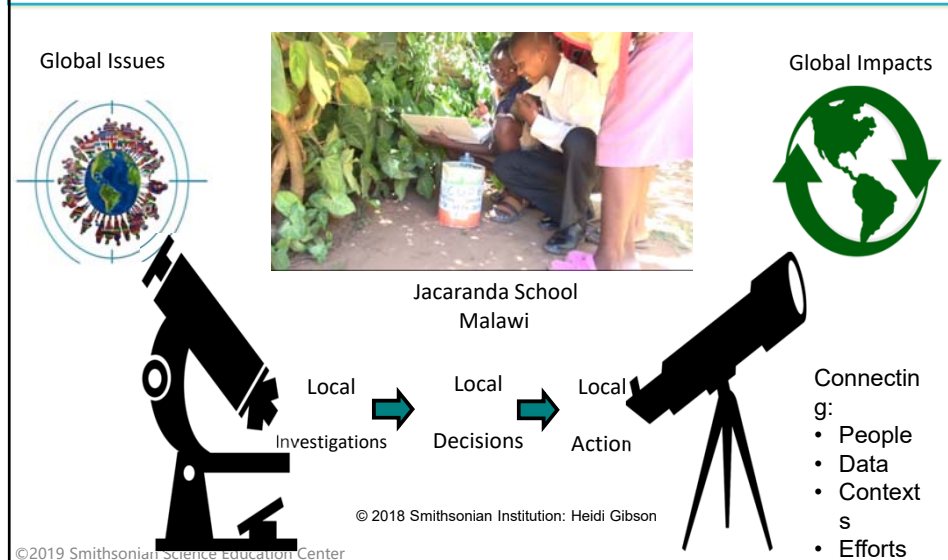 Global Issues
Global Impacts
Jacaranda School
Malawi
Local
Investigations
Local
Decisions
Local
Action
Connectin
g:
• People
• Data
• Context
s
• Efforts
© 2018 Smithsonian Institution: Heidi Gibson
©2019 Smithsonian Science Education Center